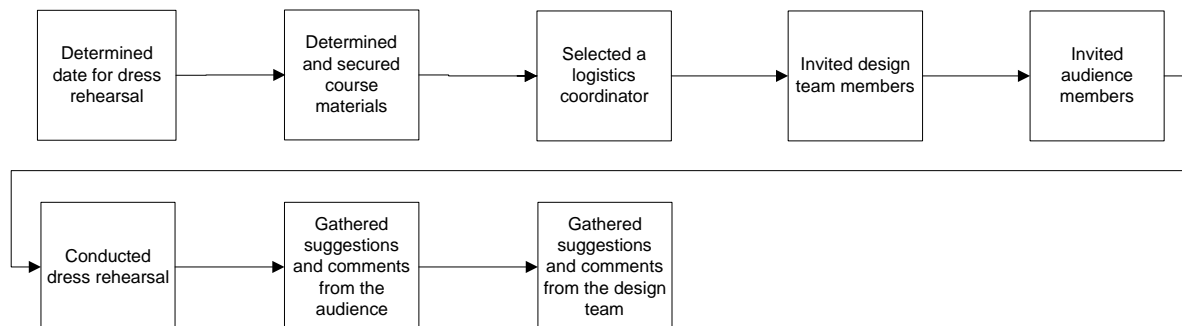 Determined
date for dress
rehearsal
Determined
and secured
course
materials
Selected a
logistics
coordinator
Invited design
team members
Invited
audience
members
Conducted
dress rehearsal
Gathered
suggestions
and comments
from the
audience
Gathered
suggestions
and comments
from the design
team